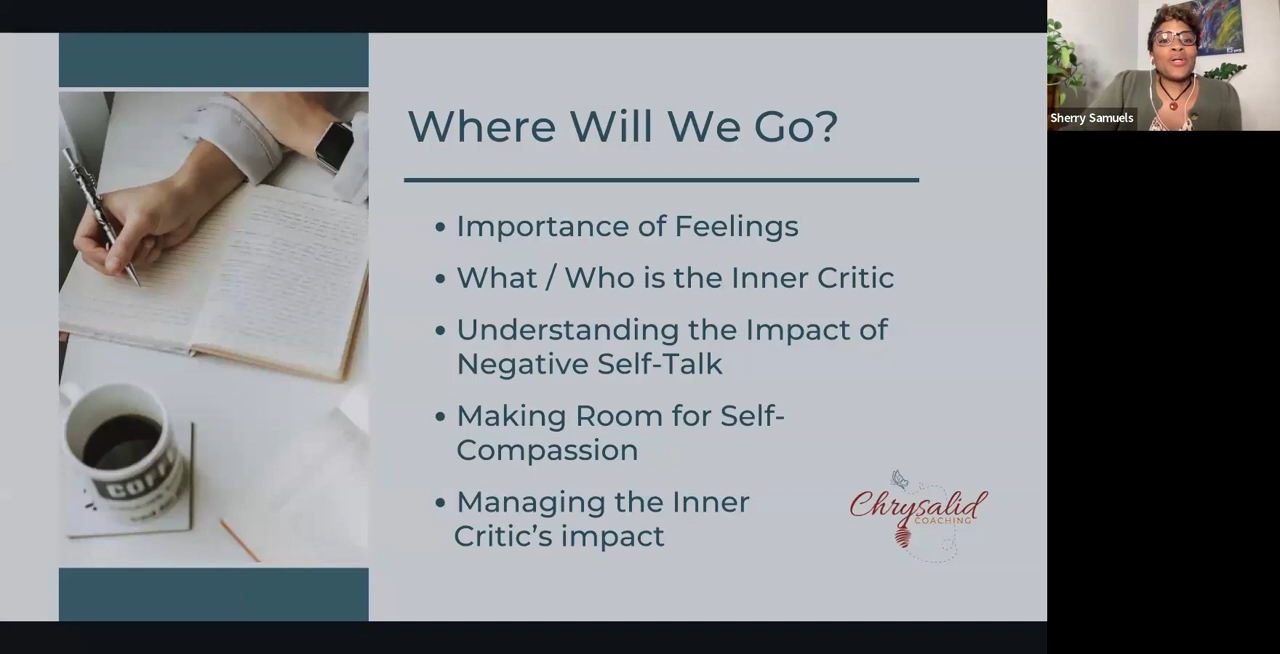 Where Will We Go?
• Importance of Feelings
• What / Who is the Inner Critic
• Understanding the Impact of
Negative Self-Talk
• Making Room for Self-
Compassion
• Managing the Inner
Critic's impact
Chrysalid
COACHING
Sherry Samuels